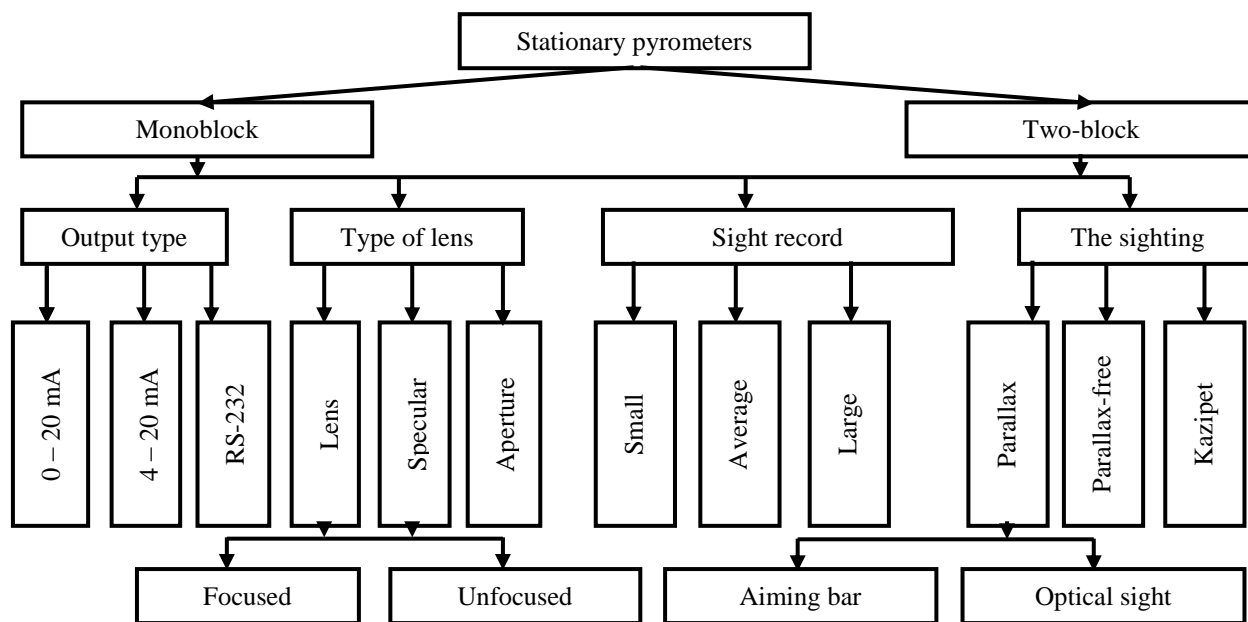 Stationary pyrometers
Monoblock
Two-block
Output type
Type of lens
Sight record
The sighting
0 – 20 mA
4 – 20 mA
RS-232
Lens
Specular
Aperture
Small
Average
Large
Parallax
Parallax-free
Kazipet
Focused
Unfocused
Aiming bar
Optical sight